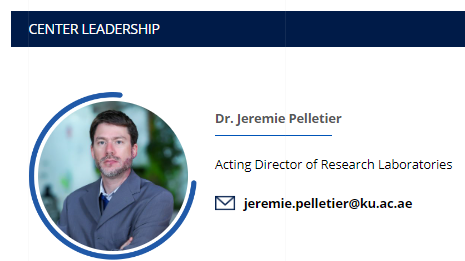 CENTER LEADERSHIP
Dr. Jeremie Pelletier
Acting Director of Research Laboratories
jeremie.pelletier@ku.ac.ae